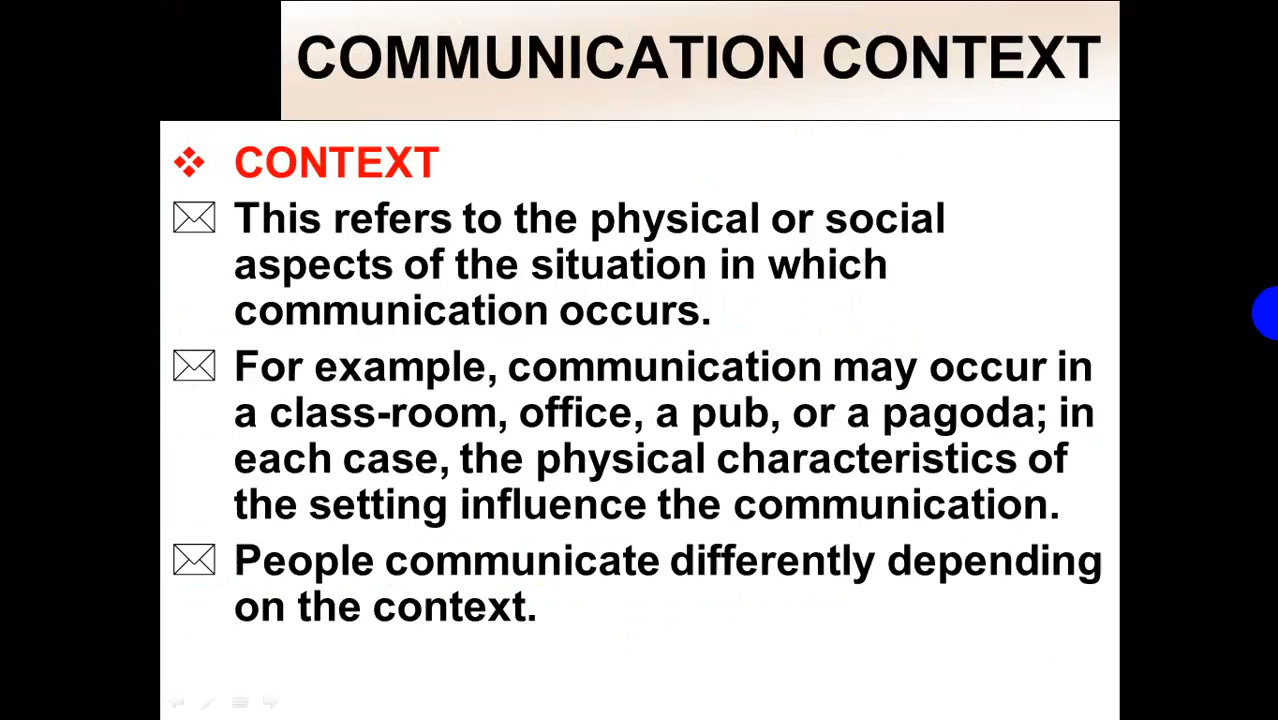 COMMUNICATION CONTEXT
CONTEXT
This refers to the physical or social
aspects of the situation in which
communication occurs.
For example, communication may occur in
a class-room, office, a pub, or a pagoda; in
each case, the physical characteristics of
the setting influence the communication.
People communicate differently depending
on the context.